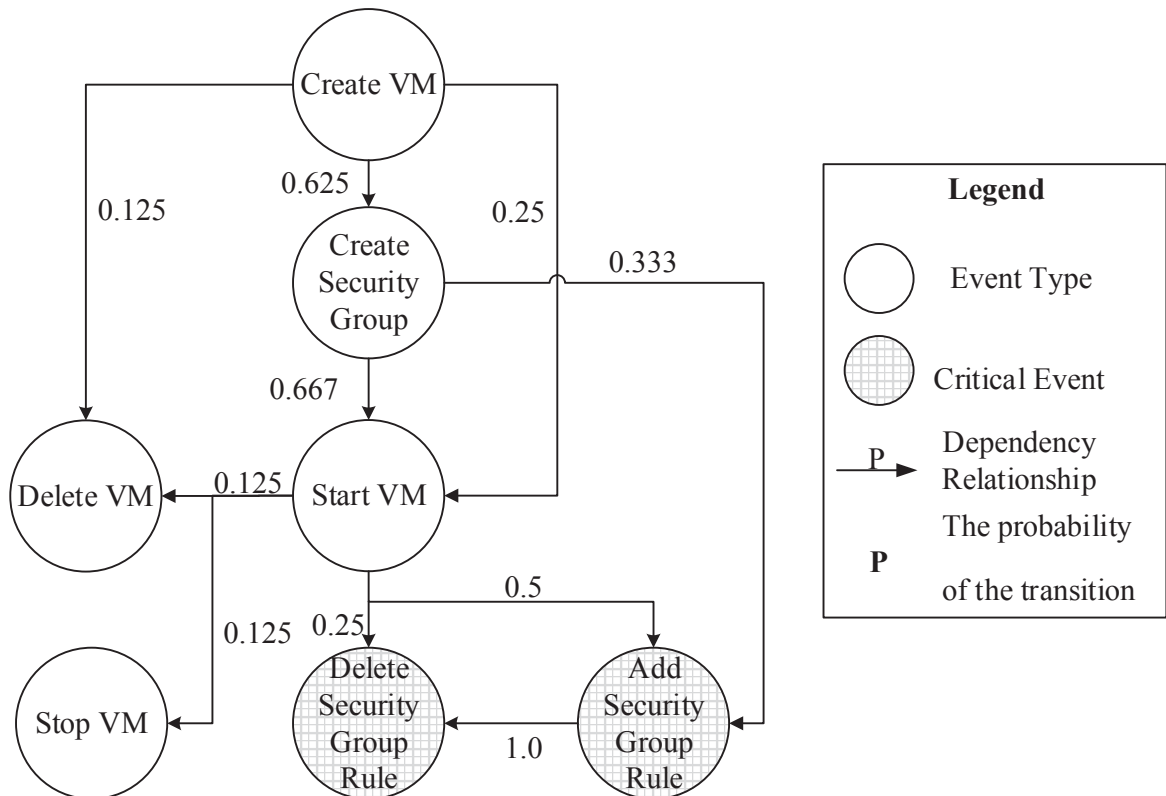 Create VM
0.625
0.125
0.25
Create
Security
Group
0.333
0.667
Delete VM
0.125
Start VM
0.5
0.25
0.125
Stop VM
Delete
Security
Group
Rule
1.0
Add
Security
Group
Rule
Legend
Event Type
Critical Event
P
Dependency
Relationship
P
The probability
of the transition